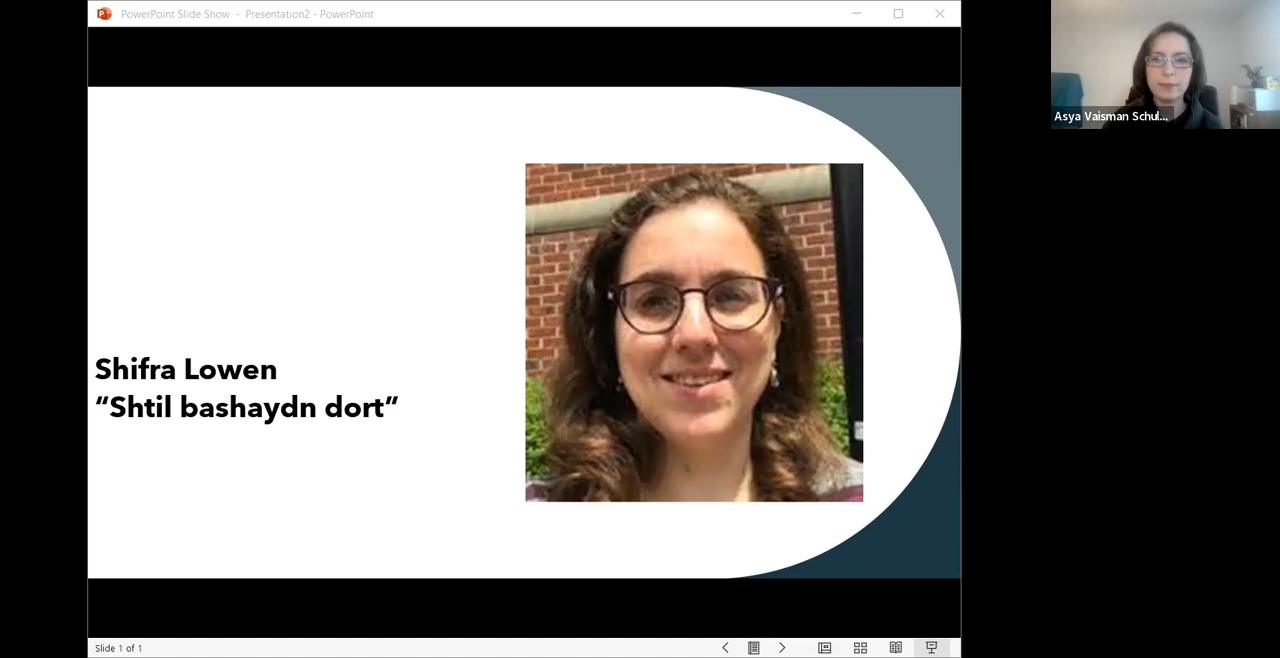 PowerPoint Slide Show - Presentation2 - PowerPoint
Asya Vaisman Schul...
Shifra Lowen
“Shtil bashaydn dort”
Slide 1 of 1